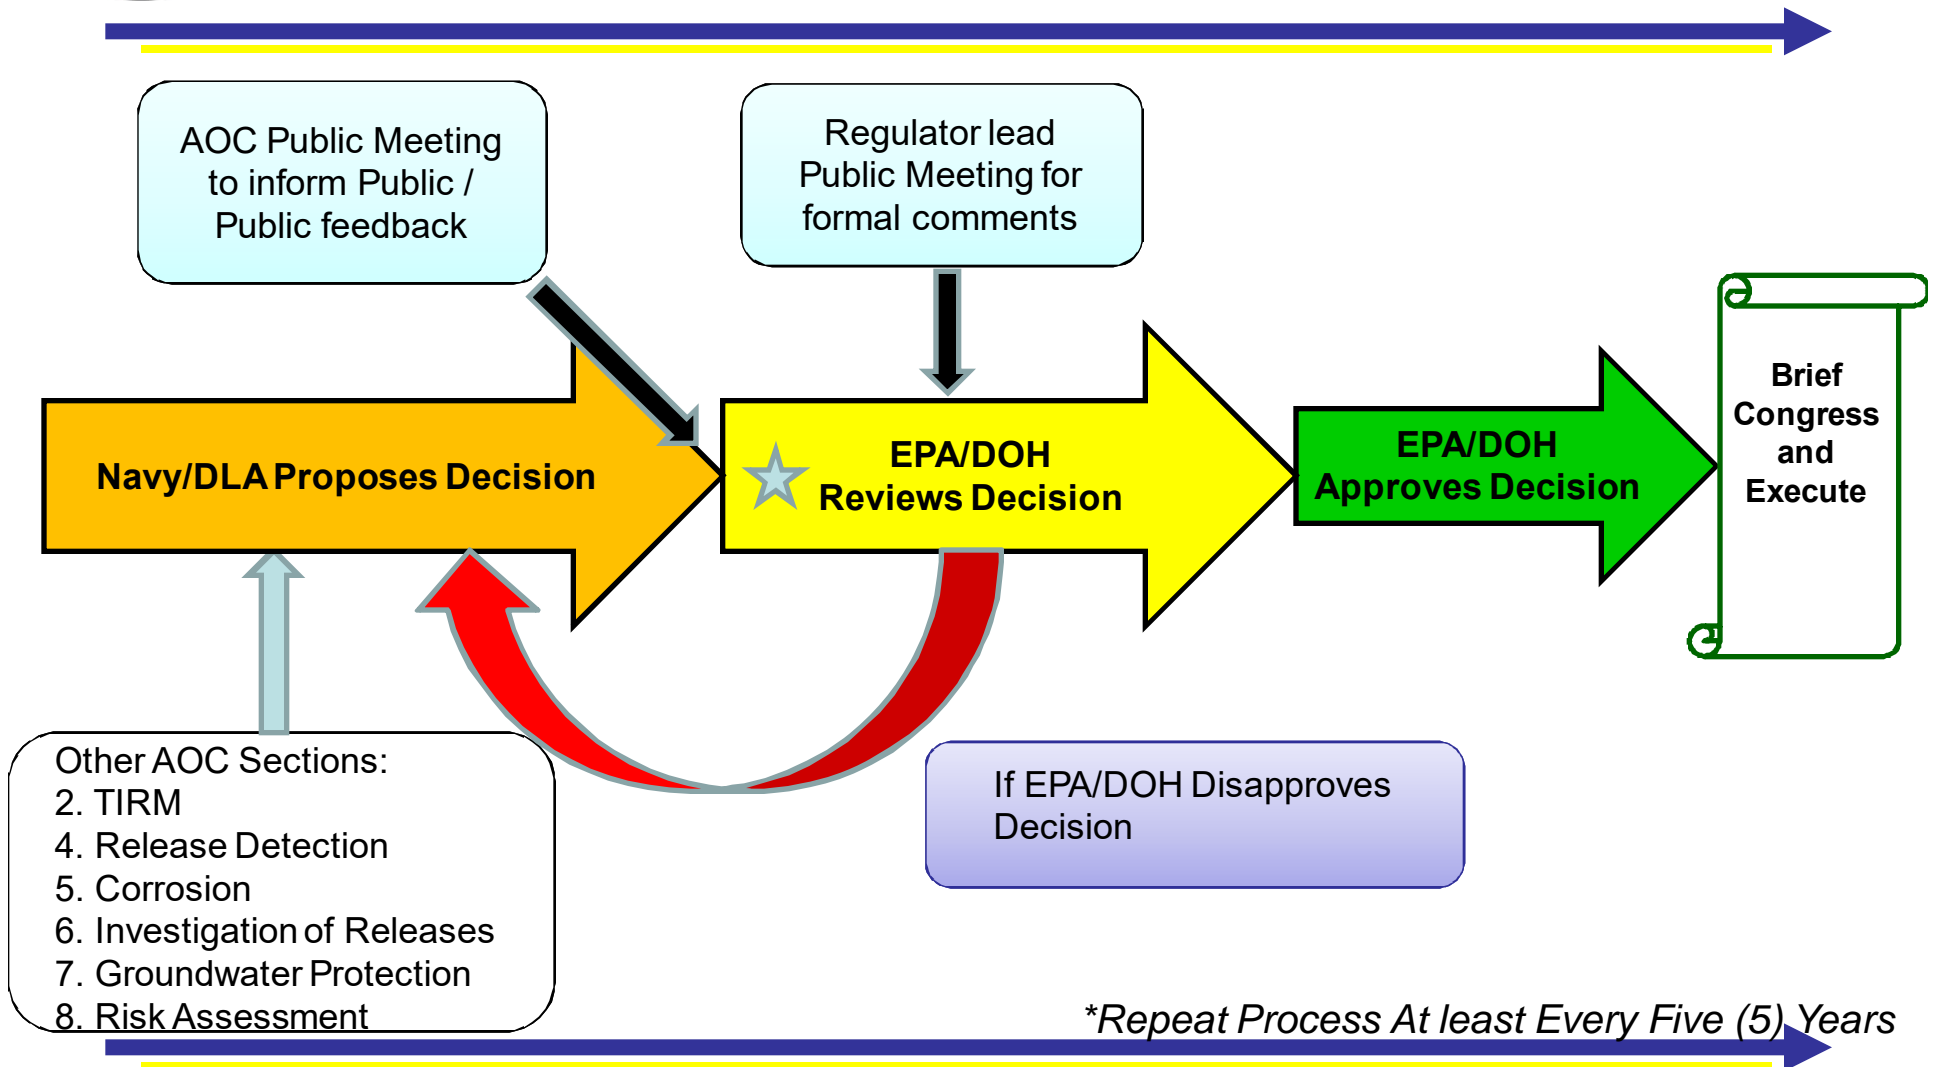 AOC Public Meeting
to inform Public /
Public feedback
Regulator lead
Public Meeting for
formal comments
Navy/DLA Proposes Decision
EPA/DOH
Reviews Decision
EPA/DOH
Approves Decision
Brief
Congress
and
Execute
Other AOC Sections:
2. TIRM
4. Release Detection
5. Corrosion
6. Investigation of Releases
7. Groundwater Protection
8. Risk Assessment
If EPA/DOH Disapproves
Decision
*Repeat Process At least Every Five (5) Years